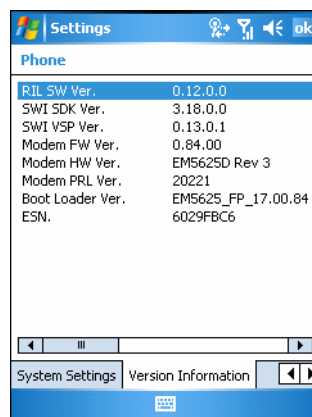 Settings ok
Phone
RIL SW Ver. 0.12.0.0
SWI SDK Ver. 3.18.0.0
SWI VSP Ver. 0.13.0.1
Modem FW Ver. 0.84.00
Modem HW Ver. EM5625D Rev 3
Modem PRL Ver. 20221
Boot Loader Ver. EM5625_FP_17.00.84
ESN. 6029FBC6
System Settings Version Information